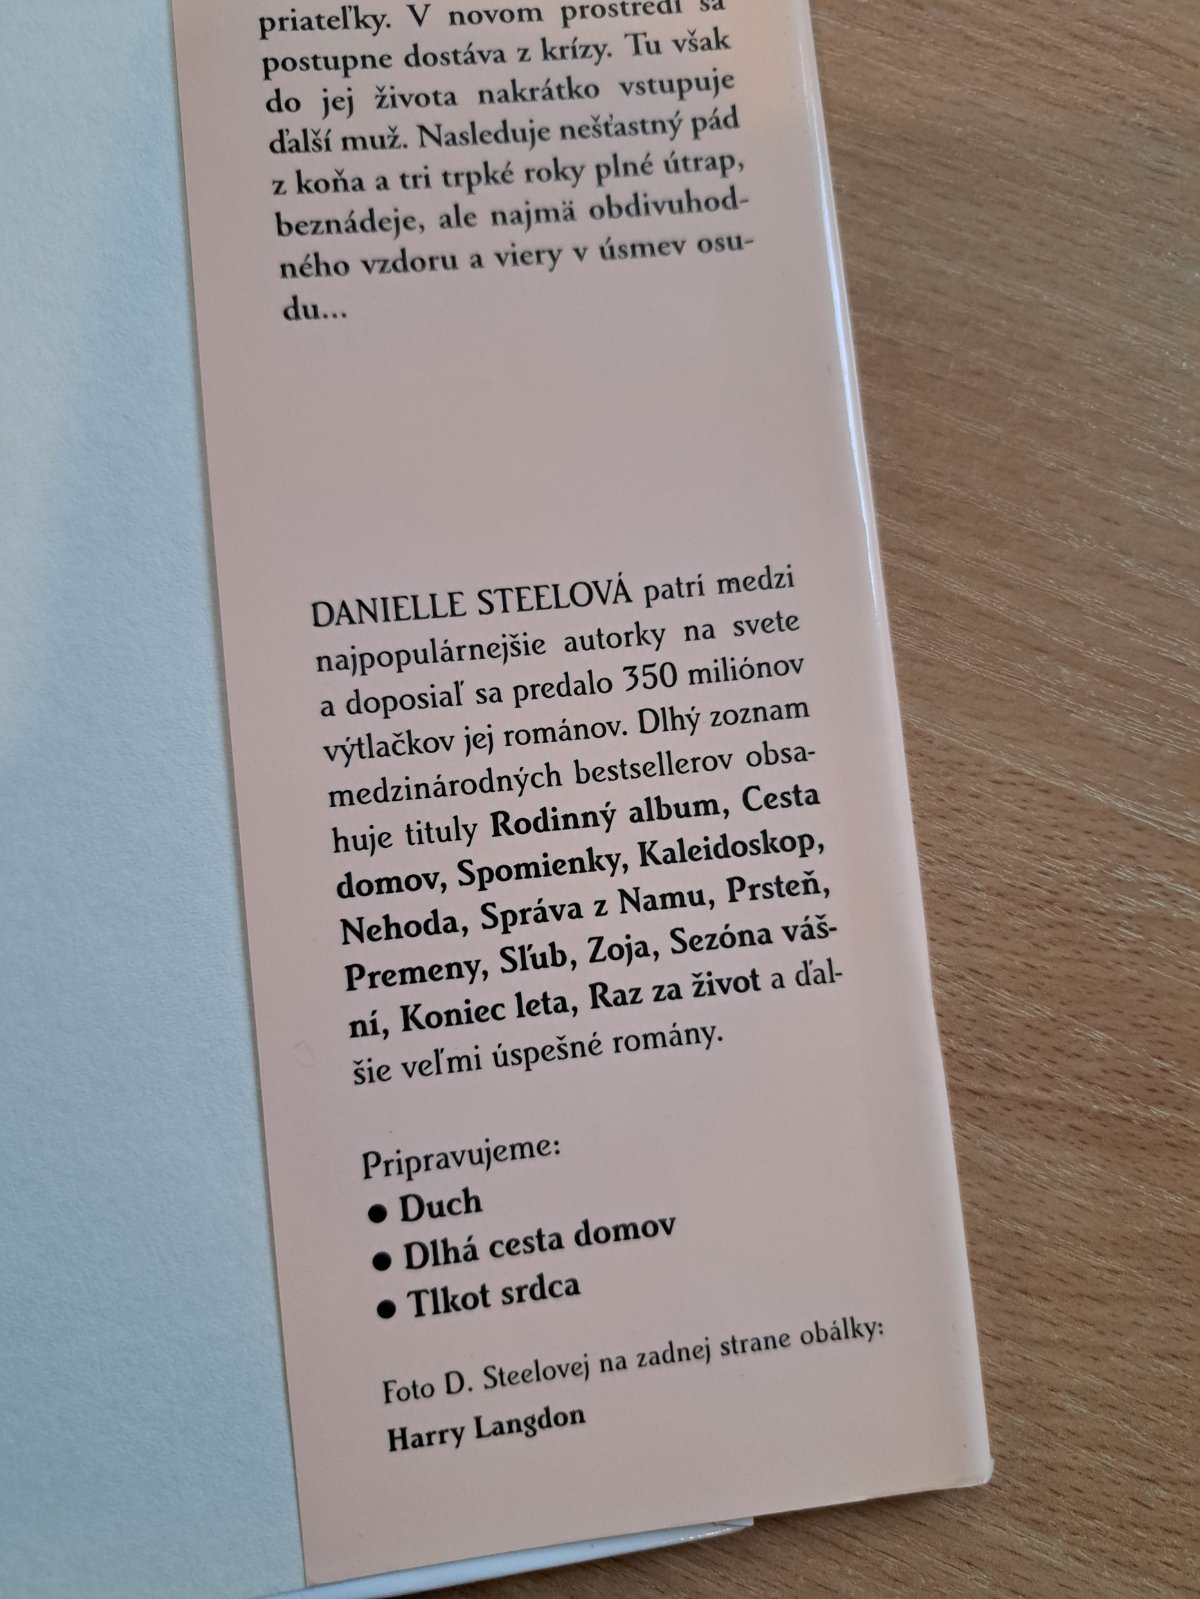 priateľky. V novom prostredí sa
postupne dostáva z krízy. Tu však
do jej života nakrátko vstupuje
ďalší muž. Nasleduje nešťastný pád
z koňa a tri trpké roky plné útrap,
beznádeje, ale najmä obdivuhod-
ného vzdoru a viery v úsmev osu-
du...
DANIELLE STEELOVÁ patrí medzi
najpopulárnejšie autorky na svete
a doposiaľ sa predalo 350 miliónov
výtlačkov jej románov. Dlhý zoznam
medzinárodných bestsellerov obsa-
huje tituly Rodinný album, Cesta
domov, Spomienky, Kaleidoskop,
Nehoda, Správa z Namu, Prsteň,
Premeny, Sľub, Zoja, Sezóna váš-
ní, Koniec leta, Raz za život a ďal-
šie veľmi úspešné romány.
Pripravujeme:
● Duch
● Dlhá cesta domov
● Tlkot srdca
Foto D. Steelovej na zadnej strane obálky:
Harry Langdon